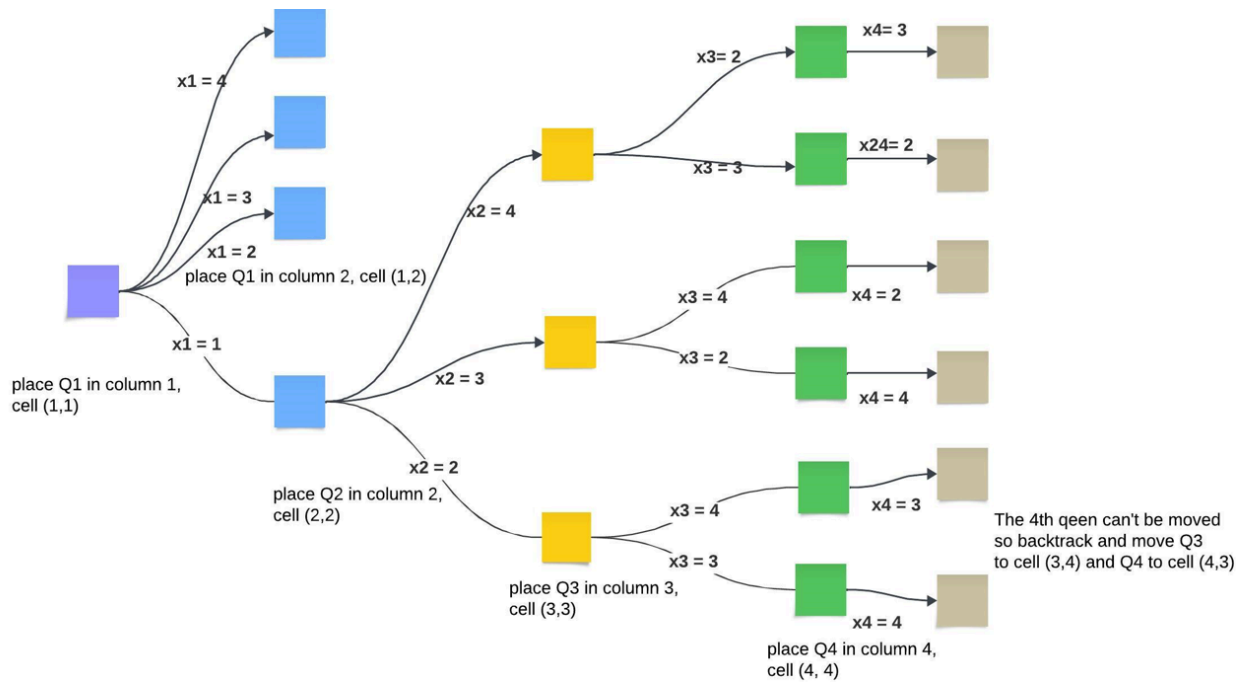 x4= 3
x3= 2
x1 = 4
x24= 2
x3= 3
x1 = 3
x2 = 4
x1 = 2
place Q1 in column 2, cell (1,2)
x3 = 4
x4 = 2
x1 = 1
x3 = 2
x2 = 3
place Q1 in column 1,
cell (1,1)
x4 = 4
x2 = 2
place Q2 in column 2,
cell (2,2)
x3 = 4
x4 = 3
The 4th qeen can't be moved
so backtrack and move Q3
to cell (3,4) and Q4 to cell (4,3)
x3 = 3
place Q3 in column 3,
cell (3,3)
x4 = 4
place Q4 in column 4,
cell (4, 4)